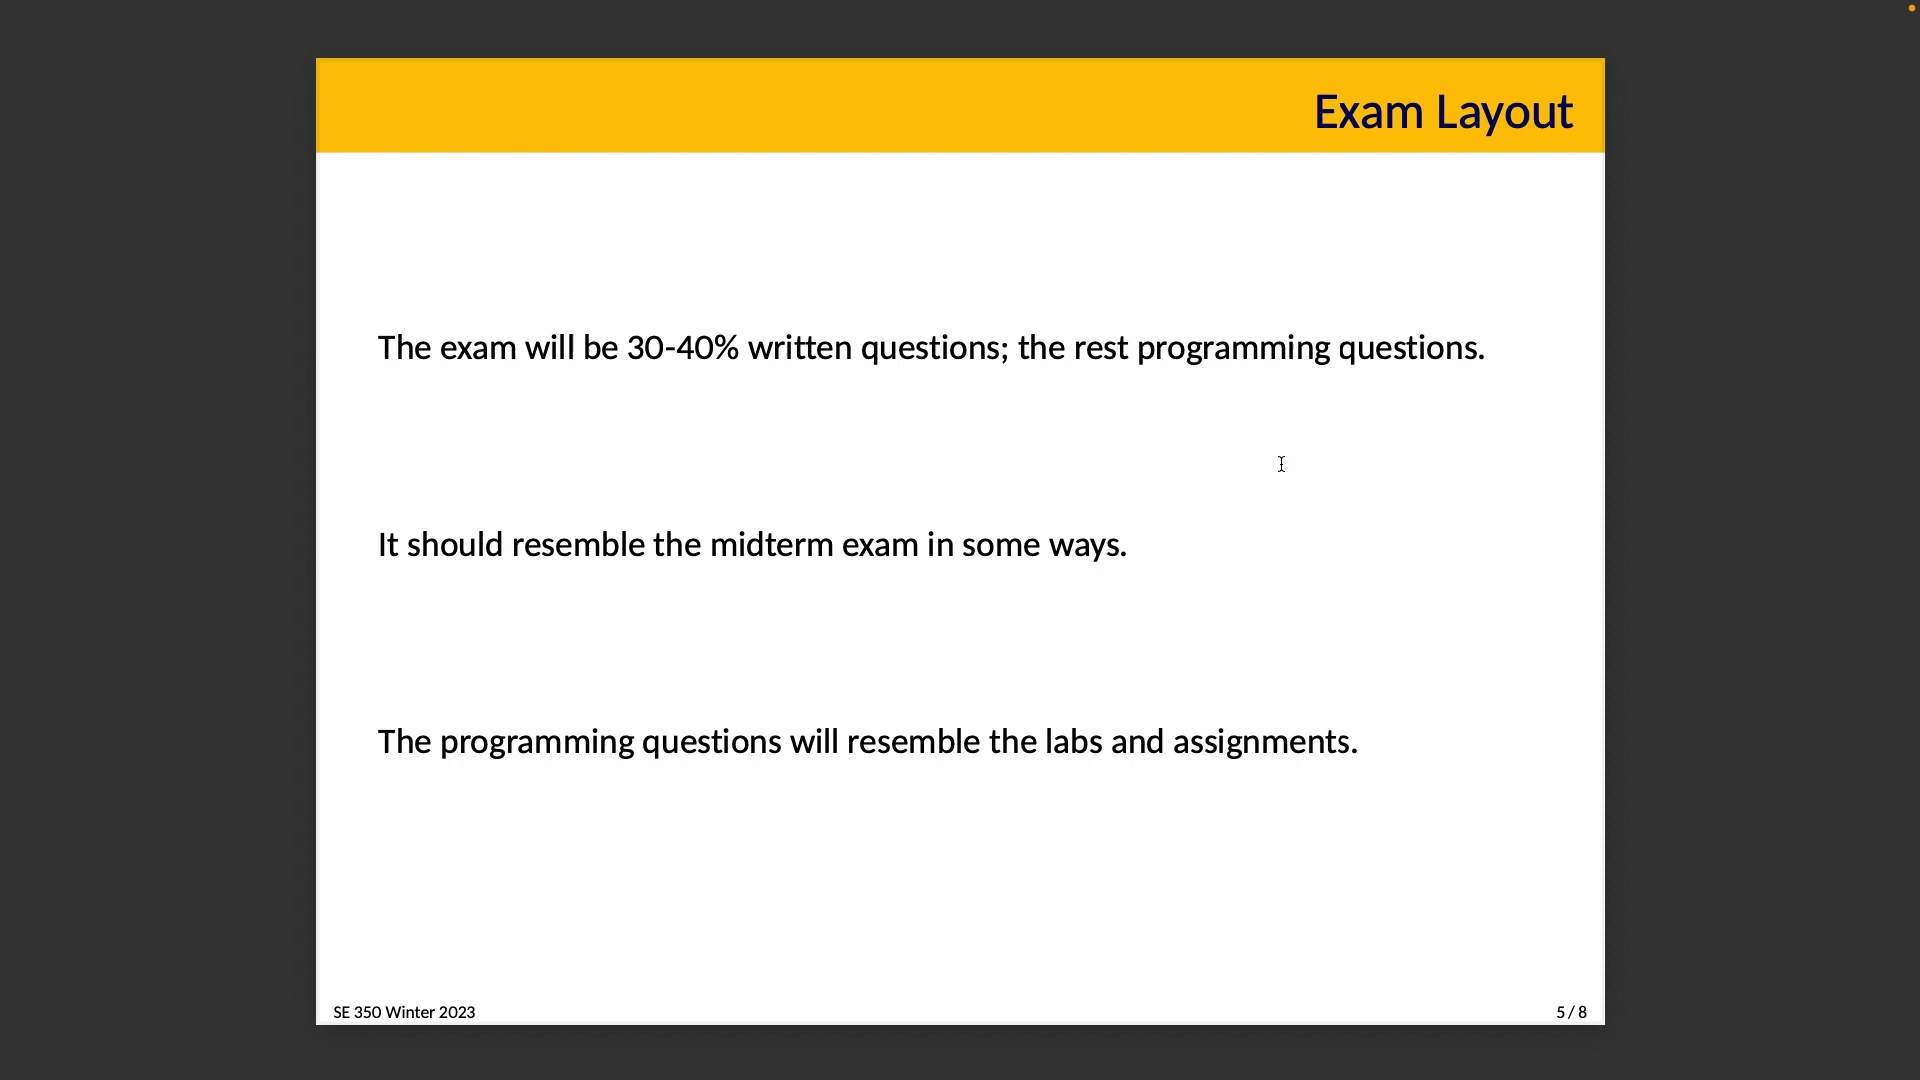 Exam Layout
The exam will be 30-40% written questions; the rest programming questions.
It should resemble the midterm exam in some ways.
The programming questions will resemble the labs and assignments.
SE 350 Winter 2023
5 / 8